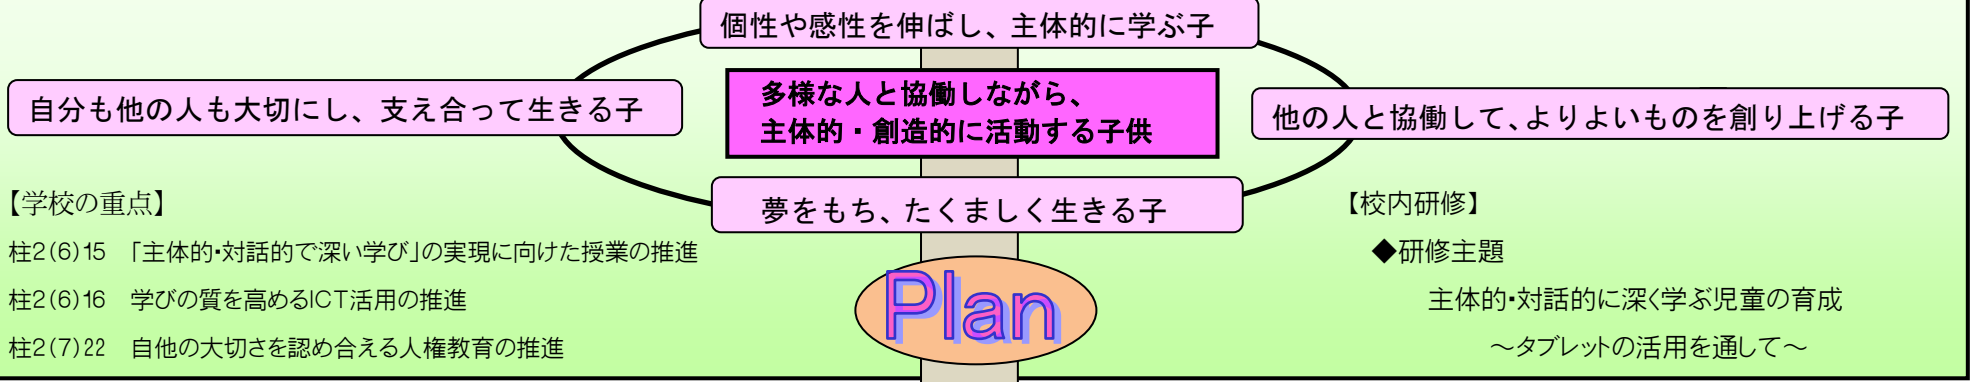 個性や感性を伸ばし、主体的に学ぶ子
自分も他の人も大切にし、支え合って生きる子
多様な人と協働しながら、
主体的・創造的に活動する子供
他の人と協働して、よりよいものを創り上げる子
夢をもち、たくましく生きる子
【学校の重点】
柱2(6)15　「主体的・対話的で深い学び」の実現に向けた授業の推進
柱2(6)16　学びの質を高めるICT活用の推進
柱2(7)22　自他の大切さを認め合える人権教育の推進
Plan
【校内研修】
◆研修主題
主体的・対話的に深く学ぶ児童の育成
～タブレットの活用を通して～